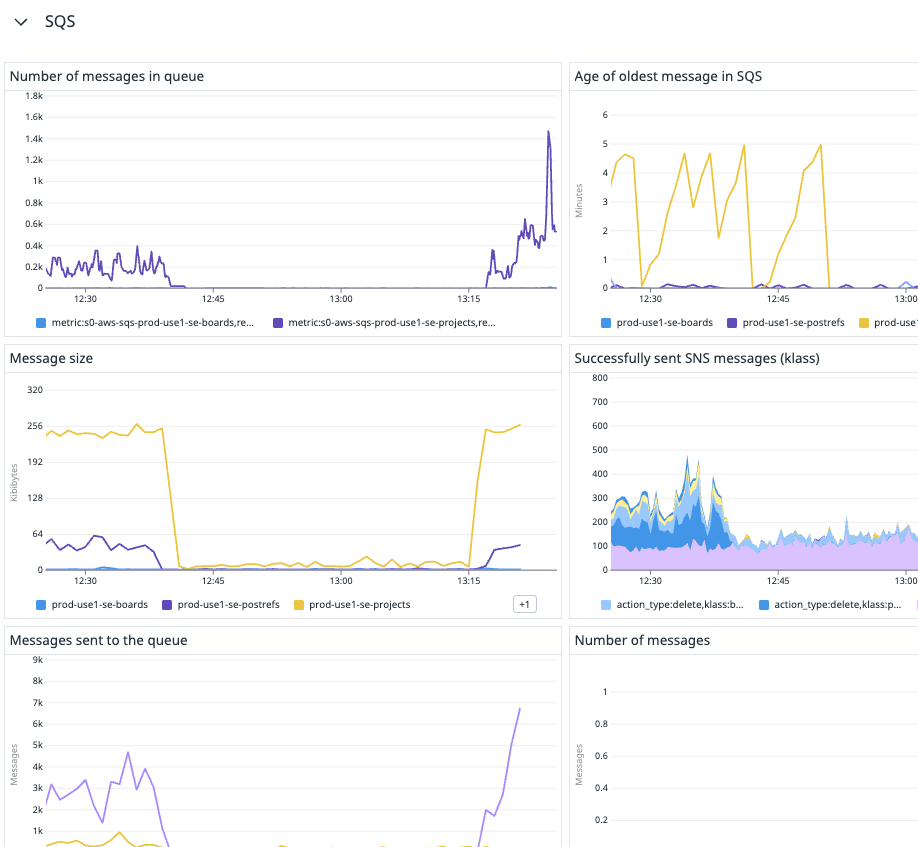 SQS
Number of messages in queue
1.8k
1.6k
1.4k
1.2k
1k
0.8k
0.6k
0.4k
0.2k
0
12:30 12:45 13:00 13:15
metric:s0-aws-sqs-prod-use1-se-boards,re... metric:s0-aws-sqs-prod-use1-se-projects,re...
Age of oldest message in SQS
Minutes
6
5
4
3
2
1
0
12:30 12:45 13:00
prod-use1-se-boards prod-use1-se-postrefs prod-use1
Message size
Kibibytes
320
256
192
128
64
0
12:30 12:45 13:00 13:15
prod-use1-se-boards prod-use1-se-postrefs prod-use1-se-projects +1
Successfully sent SNS messages (klass)
800
700
600
500
400
300
200
100
0
12:30 12:45 13:00
action_type:delete,klass:b... action_type:delete,klass:p...
Messages sent to the queue
Messages
9k
8k
7k
6k
5k
4k
3k
2k
1k
Number of messages
Messages
1
0.8
0.6
0.4
0.2